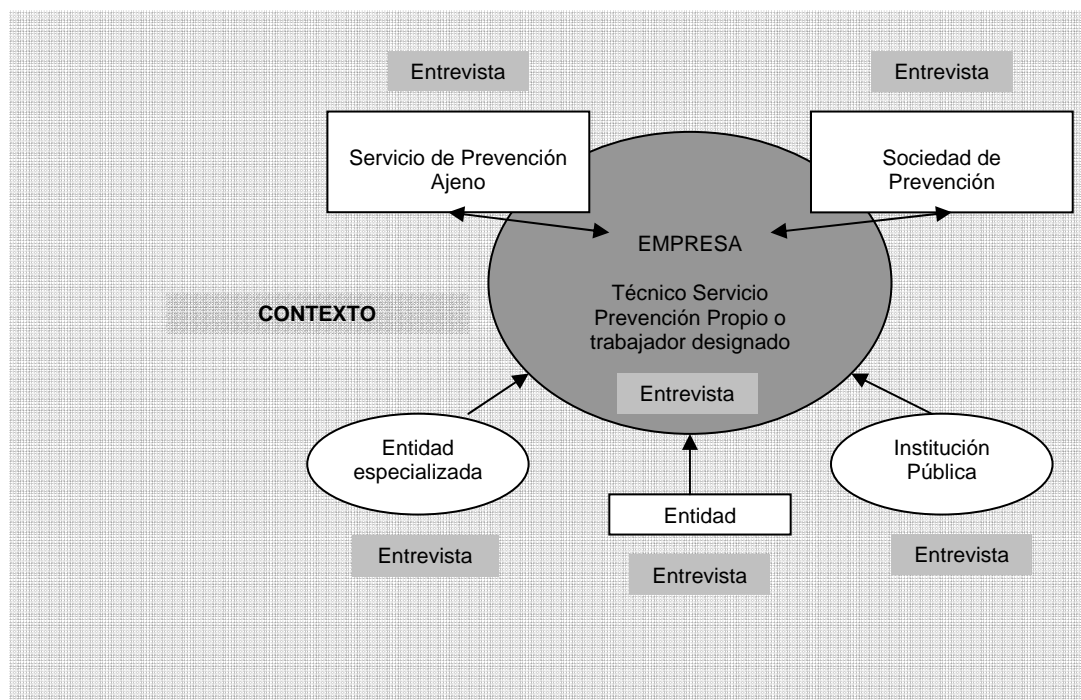 Entrevista
Entrevista
Servicio de Prevención
Ajeno
Sociedad de
Prevención
EMPRESA
Técnico Servicio
Prevención Propio o
trabajador designado
CONTEXTO
Entrevista
Entidad
especializada
Institución
Pública
Entidad
Entrevista
Entrevista
Entrevista